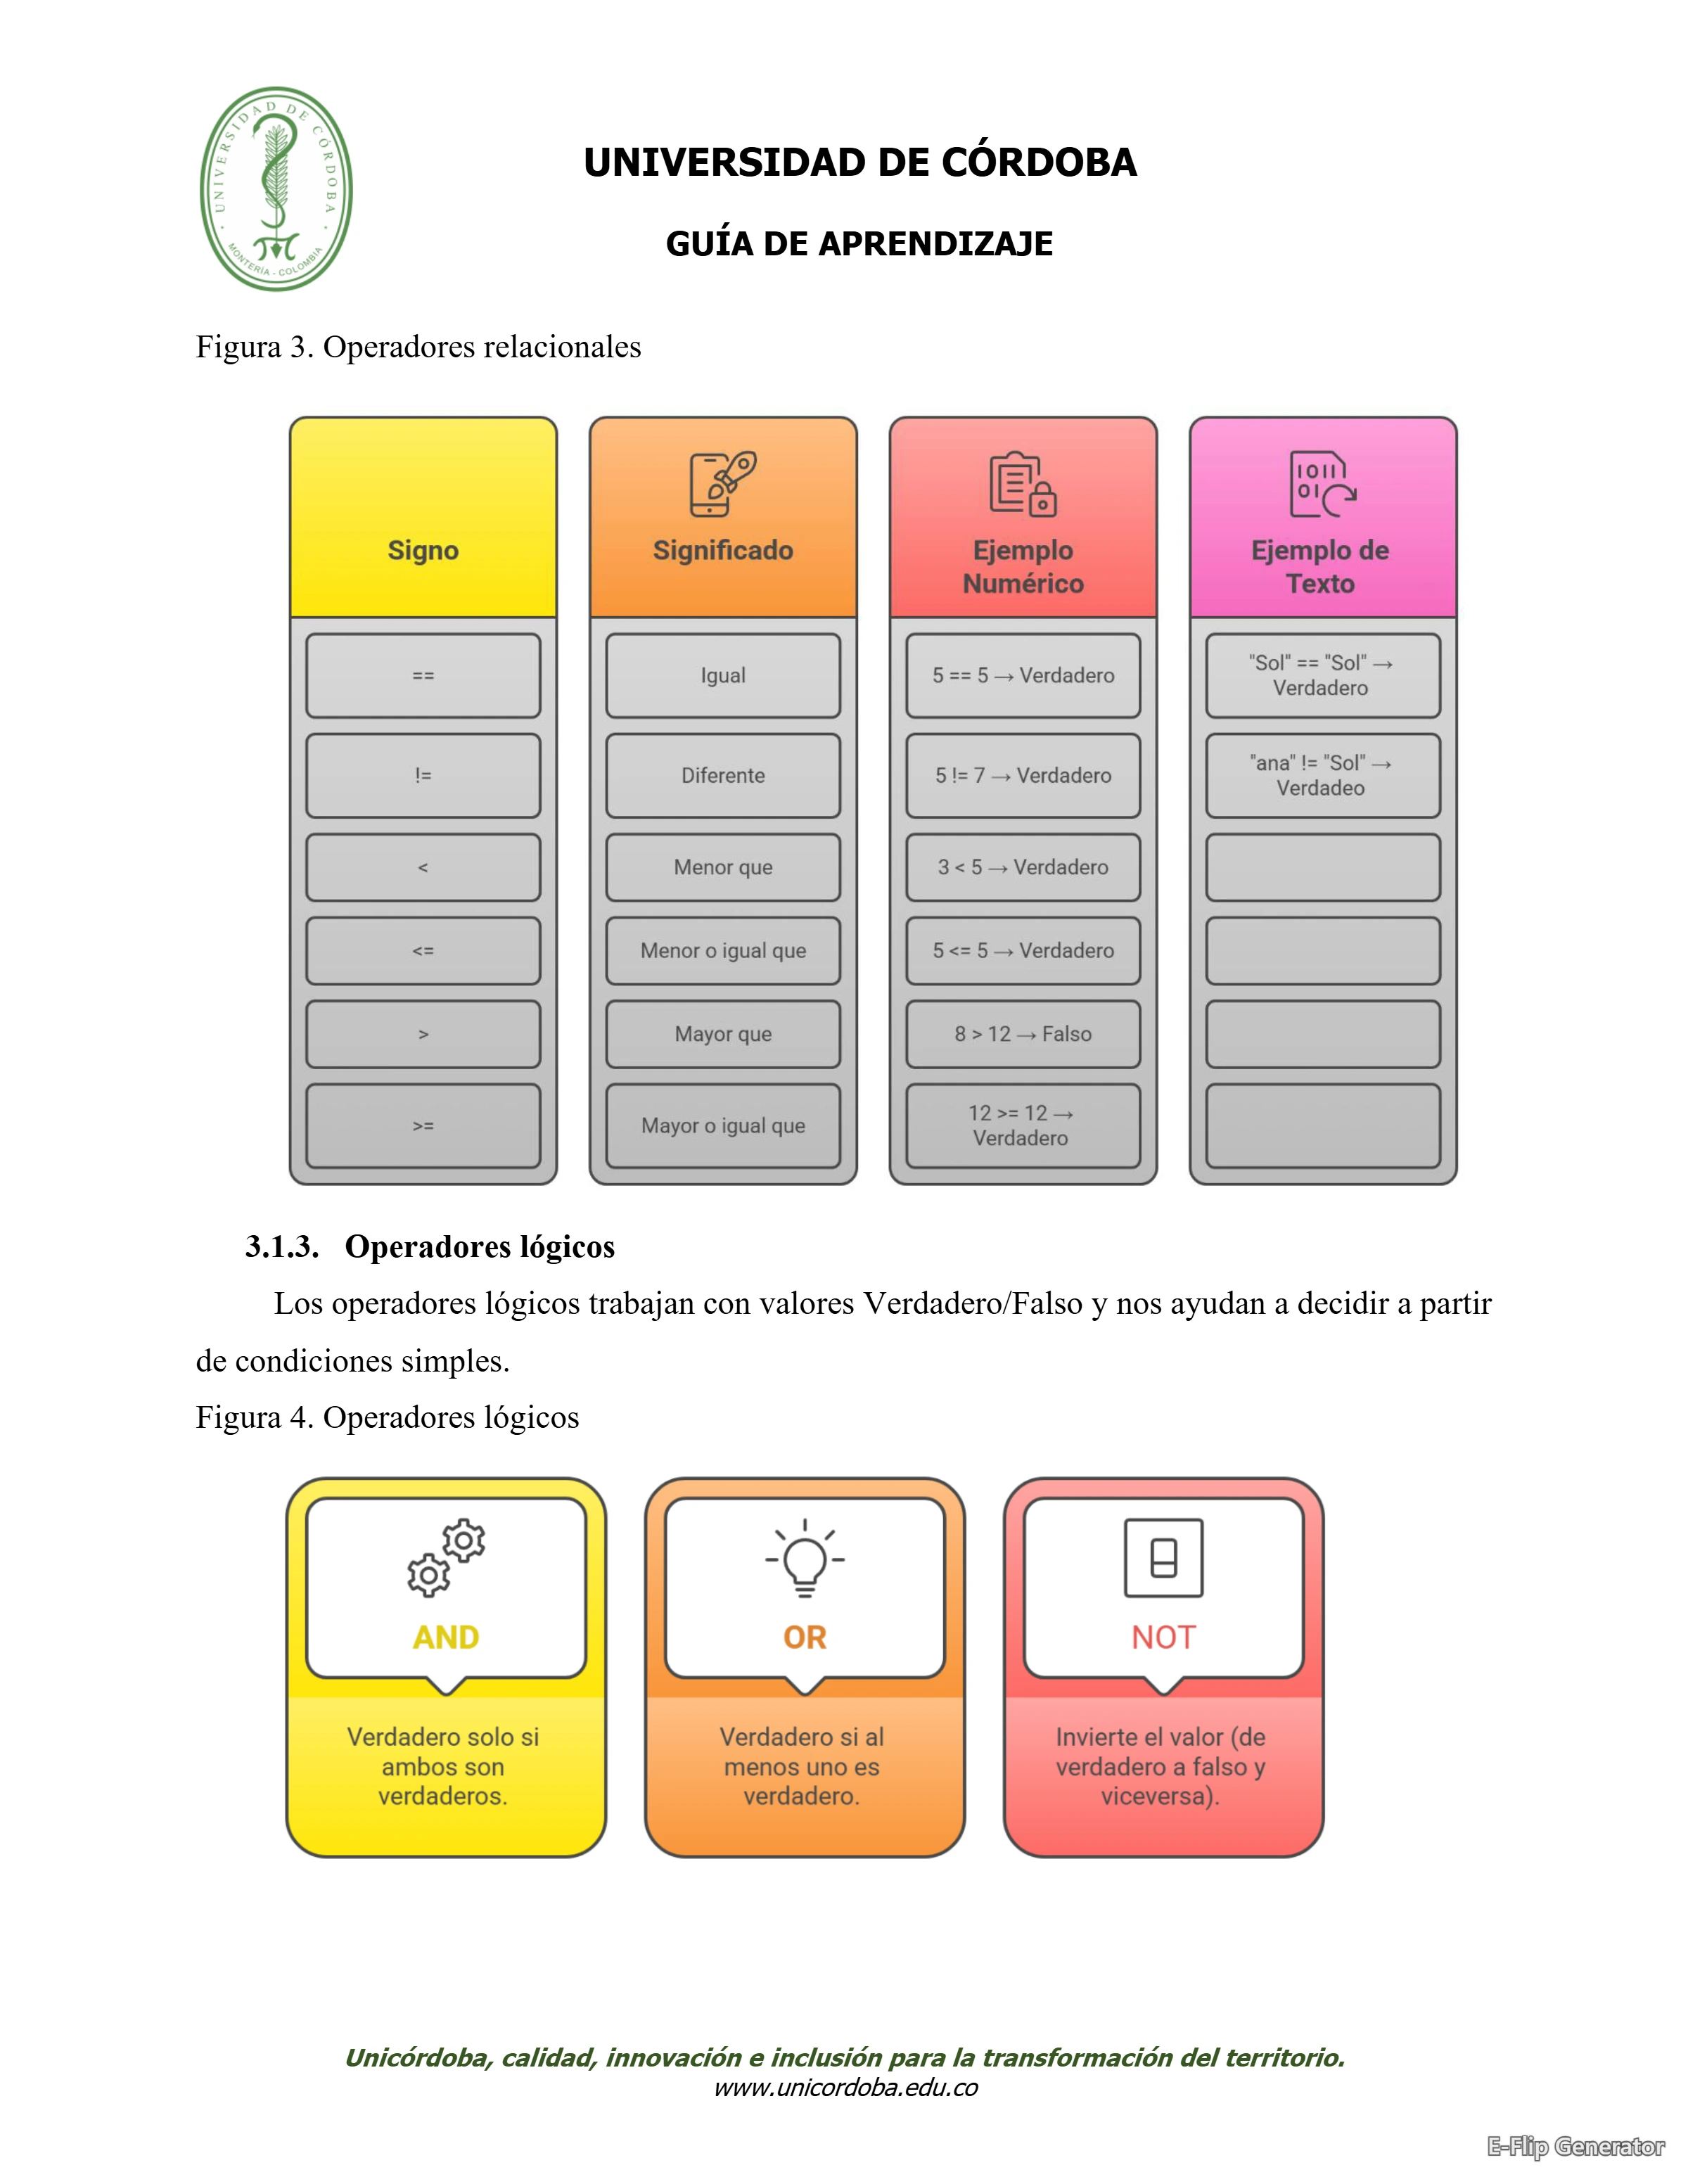 UNIVERSIDAD DE CÓRDOBA
MONTERÍA - COLOMBIA
UNIVERSIDAD DE CÓRDOBA
GUÍA DE APRENDIZAJE
Figura 3. Operadores relacionales
Signo
Significado
Ejemplo
Numérico
Ejemplo de
Texto
==
Igual
5 == 5 → Verdadero
"Sol" == "Sol" →
Verdadero
!=
Diferente
5 != 7 → Verdadero
"ana" != "Sol" →
Verdadeo
<
Menor que
3 < 5 → Verdadero
<=
Menor o igual que
5 <= 5 → Verdadero
>
Mayor que
8 > 12 → Falso
>=
Mayor o igual que
12 >= 12 →
Verdadero
3.1.3. Operadores lógicos
Los operadores lógicos trabajan con valores Verdadero/Falso y nos ayudan a decidir a partir
de condiciones simples.
Figura 4. Operadores lógicos
AND
Verdadero solo si
ambos son
verdaderos.
OR
Verdadero si al
menos uno es
verdadero.
NOT
Invierte el valor (de
verdadero a falso y
viceversa).
Unicórdoba, calidad, innovación e inclusión para la transformación del territorio.
www.unicordoba.edu.co
E-Flip Generator